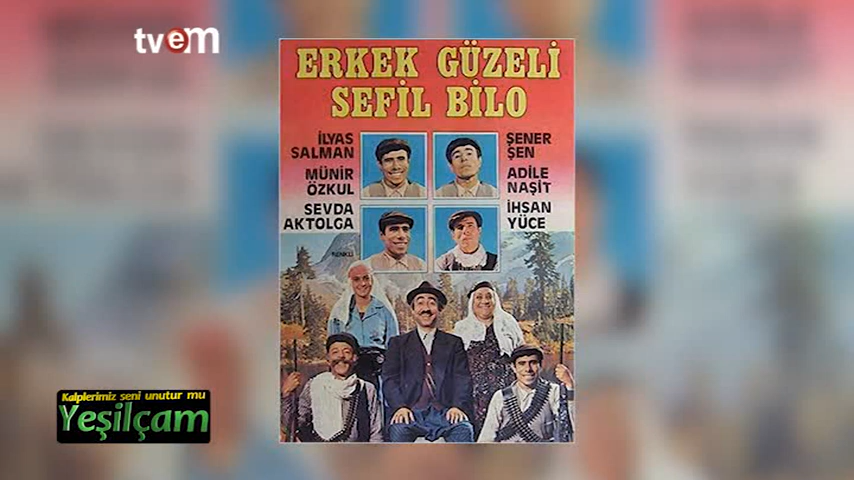 tvem
ERKEK GÜZELİ
SEFİL BİLO
İLYAS
SALMAN
MÜNİR
ÖZKUL
SEVDA
AKTOLGA
RENKLİ
ŞENER
ŞEN
ADİLE
NAŞİT
İHSAN
YÜCE
Kalplerimiz seni unutur mu
Yeşilçam